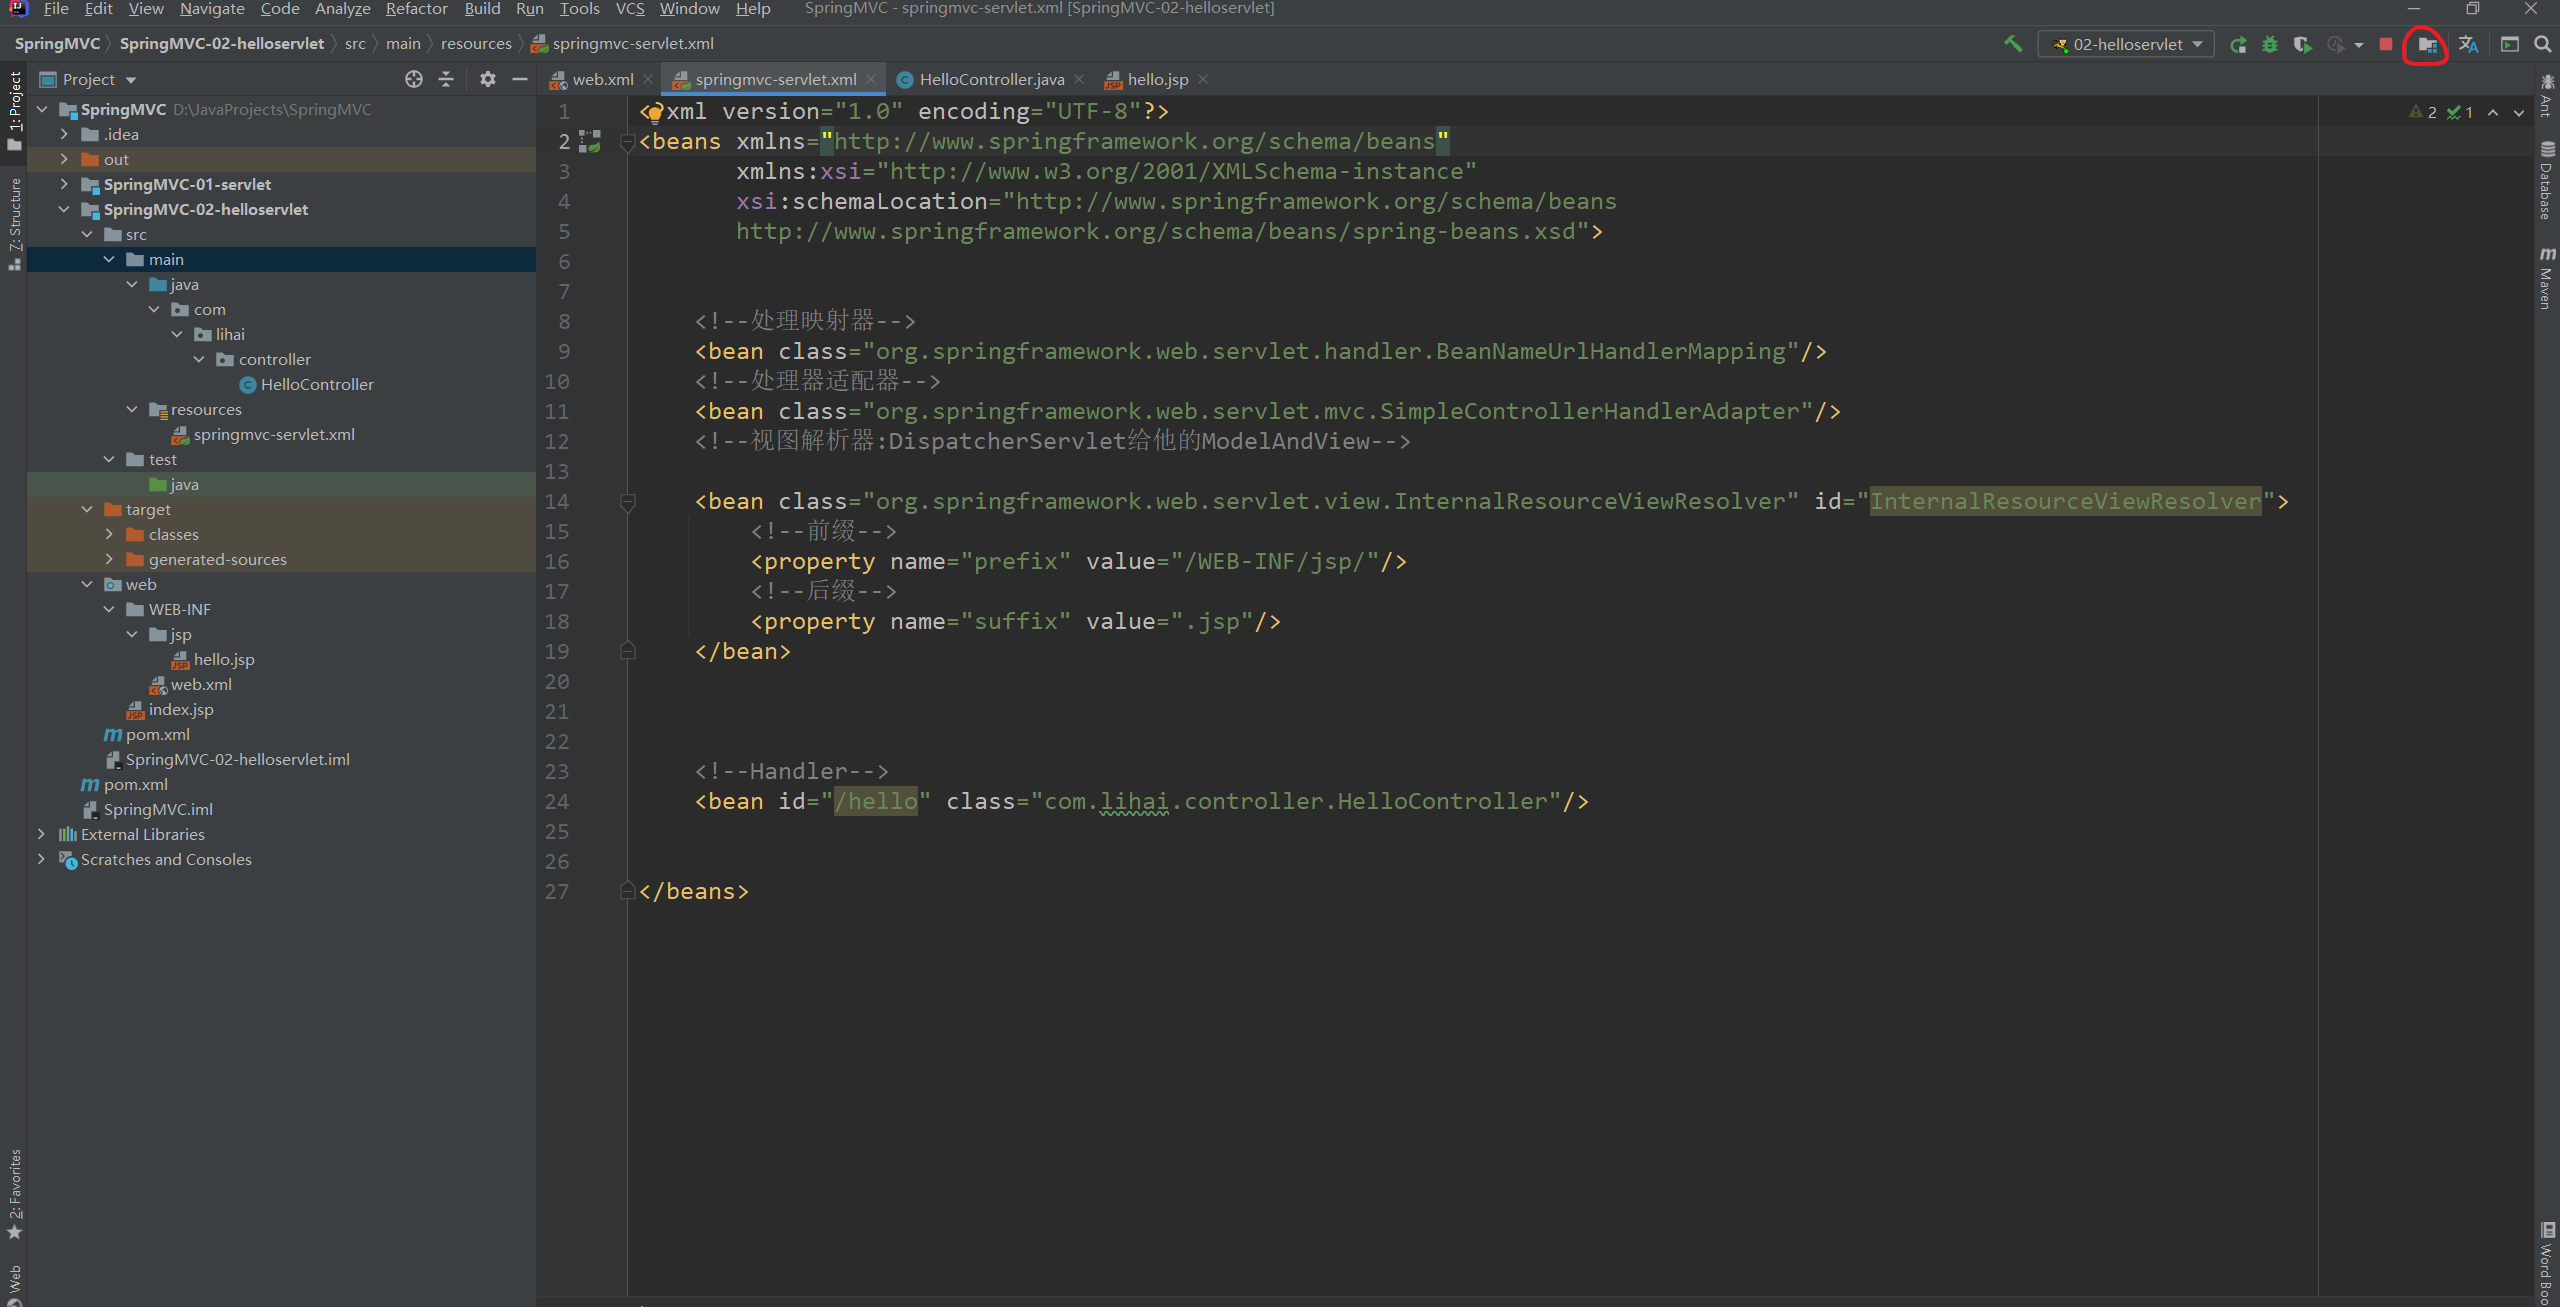 File Edit View Navigate Code Analyze Refactor Build Run Tools VCS Window Help SpringMVC - springmvc-servlet.xml [SpringMVC-02-helloservlet]
SpringMVC SpringMVC-02-helloservlet src main resources springmvc-servlet.xml 02-helloservlet
1: Project
Z: Structure
2: Favorites
Web
Project
SpringMVC D:\JavaProjects\SpringMVC
.idea
out
SpringMVC-01-servlet
SpringMVC-02-helloservlet
src
main
java
com
lihai
controller
HelloController
resources
springmvc-servlet.xml
test
java
target
classes
generated-sources
web
WEB-INF
jsp
hello.jsp
web.xml
index.jsp
pom.xml
SpringMVC-02-helloservlet.iml
pom.xml
SpringMVC.iml
External Libraries
Scratches and Consoles
web.xml springmvc-servlet.xml HelloController.java hello.jsp
2 1
1 <?xml version="1.0" encoding="UTF-8"?>
2 <beans xmlns="http://www.springframework.org/schema/beans"
3 xmlns:xsi="http://www.w3.org/2001/XMLSchema-instance"
4 xsi:schemaLocation="http://www.springframework.org/schema/beans
5 http://www.springframework.org/schema/beans/spring-beans.xsd">
6
7
8 <!--处理映射器-->
9 <bean class="org.springframework.web.servlet.handler.BeanNameUrlHandlerMapping"/>
10 <!--处理器适配器-->
11 <bean class="org.springframework.web.servlet.mvc.SimpleControllerHandlerAdapter"/>
12 <!--视图解析器:DispatcherServlet给他的ModelAndView-->
13
14 <bean class="org.springframework.web.servlet.view.InternalResourceViewResolver" id="InternalResourceViewResolver">
15 <!--前缀-->
16 <property name="prefix" value="/WEB-INF/jsp/"/>
17 <!--后缀-->
18 <property name="suffix" value=".jsp"/>
19 </bean>
20
21
22
23 <!--Handler-->
24 <bean id="/hello" class="com.lihai.controller.HelloController"/>
25
26
27 </beans>
Ant
Database
Maven
Word Boo